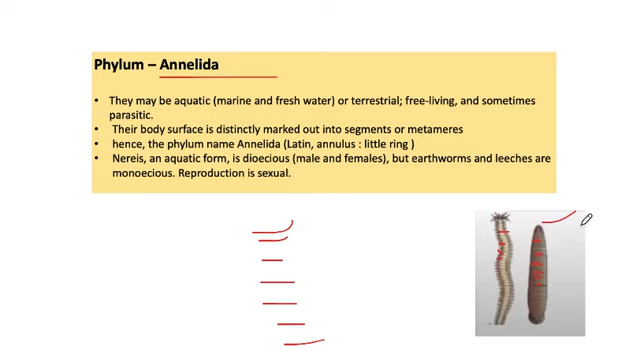 Phylum – Annelida
• They may be aquatic (marine and fresh water) or terrestrial; free-living, and sometimes
parasitic.
• Their body surface is distinctly marked out into segments or metameres
• hence, the phylum name Annelida (Latin, annulus : little ring )
• Nereis, an aquatic form, is dioecious (male and females), but earthworms and leeches are
monoecious. Reproduction is sexual.